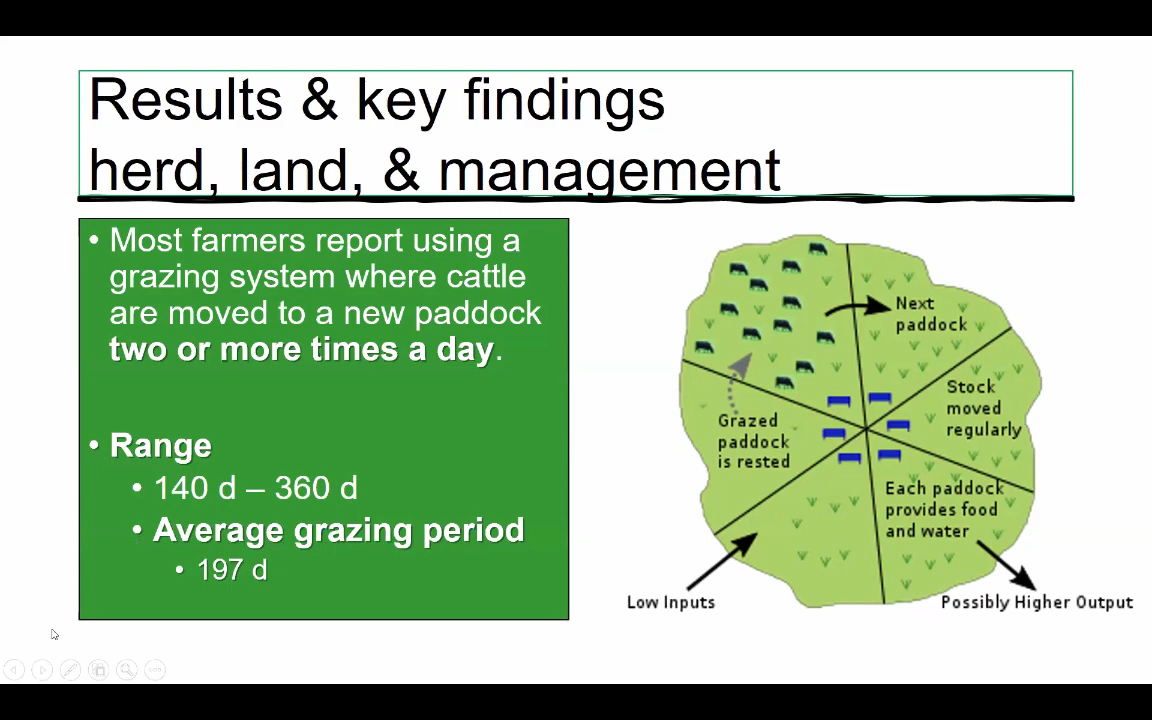 Results & key findings
herd, land, & management
• Most farmers report using a
grazing system where cattle
are moved to a new paddock
two or more times a day.
• Range
• 140 d – 360 d
• Average grazing period
• 197 d
Next
paddock
Stock
moved
regularly
Grazed
paddock
is rested
Each paddock
provides food
and water
Low Inputs
Possibly Higher Output